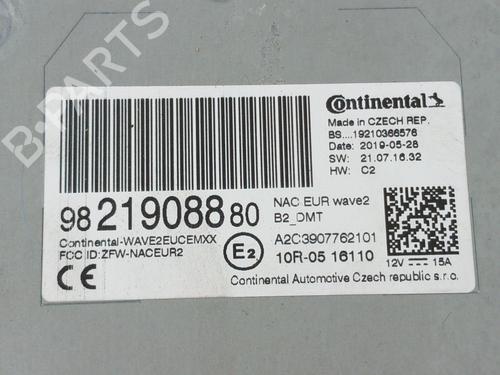 B-PARTS
Continental
Made in CZECH REP.
BS....19210366576
Date: 2019-05-28
SW: 21.07.16.32
HW: C2
98 219088 80
NAC EUR wave2
B2_DMT
Continental-WAVE2EUCEMXX
FCC ID:ZFW-NACEUR2
E2
A2C3907762101
10R-05 16110
12V 15A
CE
Continental Automotive Czech republic s.r.o.